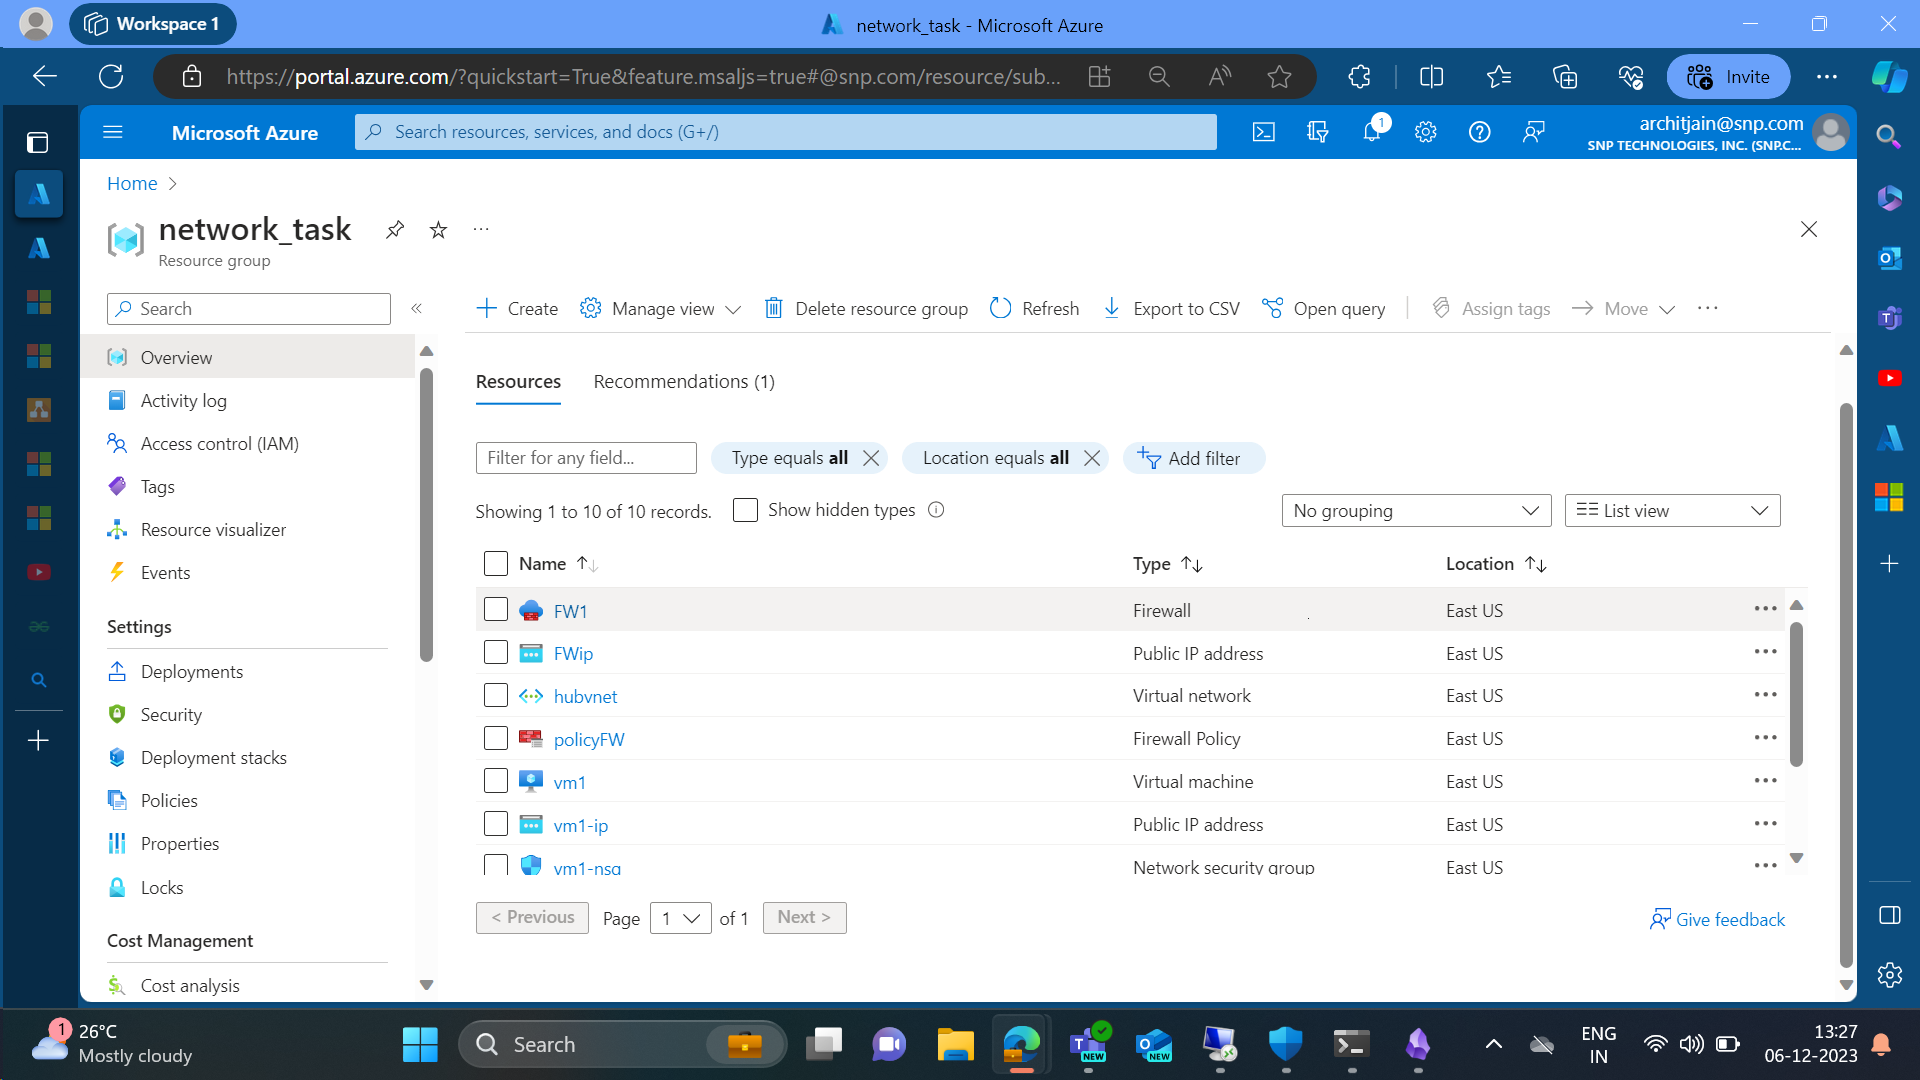 Workspace 1
network_task - Microsoft Azure
https://portal.azure.com/?quickstart=True&feature.msaljs=true#@snp.com/resource/sub...
Invite
Microsoft Azure
Search resources, services, and docs (G+/)
1
architjain@snp.com
SNP TECHNOLOGIES, INC. (SNP.C...
Home >
network_task
Resource group
Search
Create
Manage view
Delete resource group
Refresh
Export to CSV
Open query
Assign tags
Move
Overview
Activity log
Access control (IAM)
Tags
Resource visualizer
Events
Settings
Deployments
Security
Deployment stacks
Policies
Properties
Locks
Cost Management
Cost analysis
Resources
Recommendations (1)
Filter for any field...
Type equals all
Location equals all
Add filter
Showing 1 to 10 of 10 records.
Show hidden types
No grouping
List view
Name Type Location
FW1 Firewall East US
FWip Public IP address East US
hubvnet Virtual network East US
policyFW Firewall Policy East US
vm1 Virtual machine East US
vm1-ip Public IP address East US
vm1-nsg Network security group East US
< Previous Page 1 of 1 Next >
Give feedback
1
26°C
Mostly cloudy
Search
NEW
NEW
ENG
IN
13:27
06-12-2023